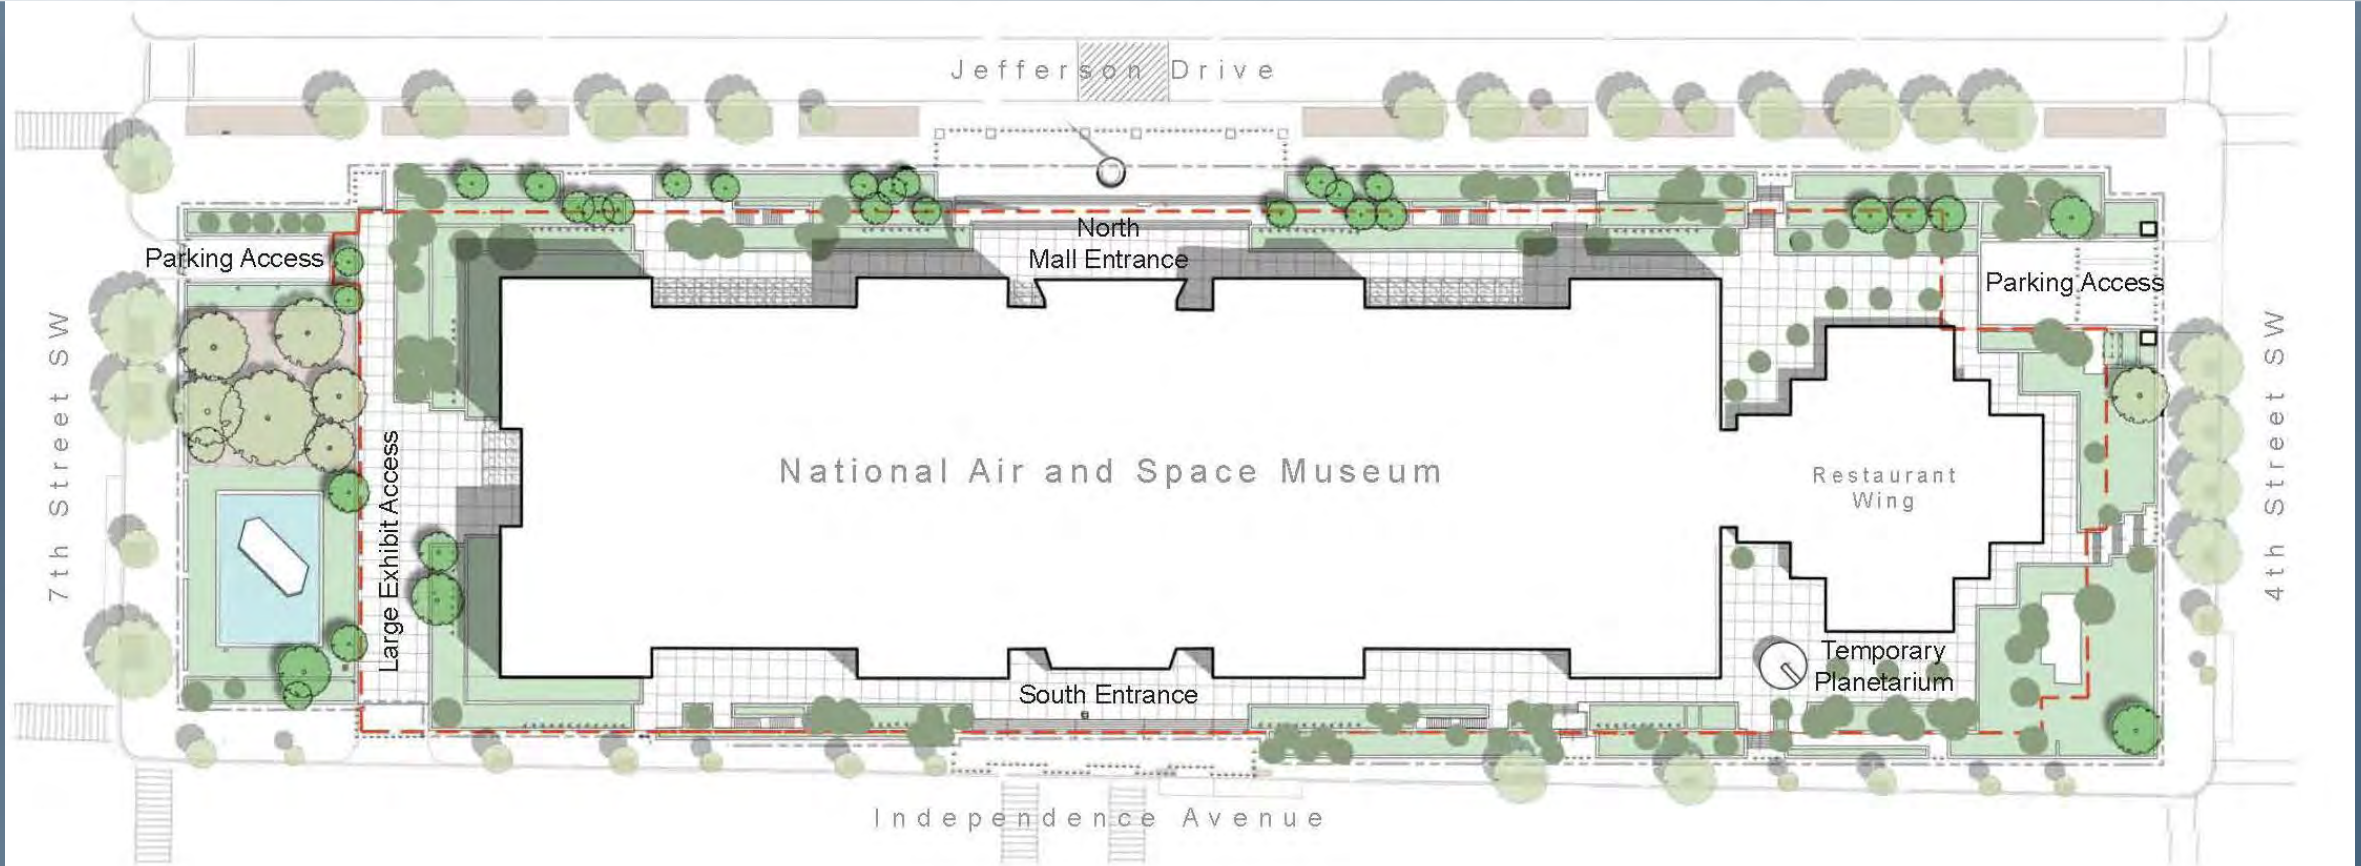 Jefferson Drive
North
Mall Entrance
Parking Access
Parking Access
7th Street SW
Large Exhibit Access
National Air and Space Museum
Restaurant
Wing
4th Street SW
Temporary
Planetarium
South Entrance
Independence Avenue